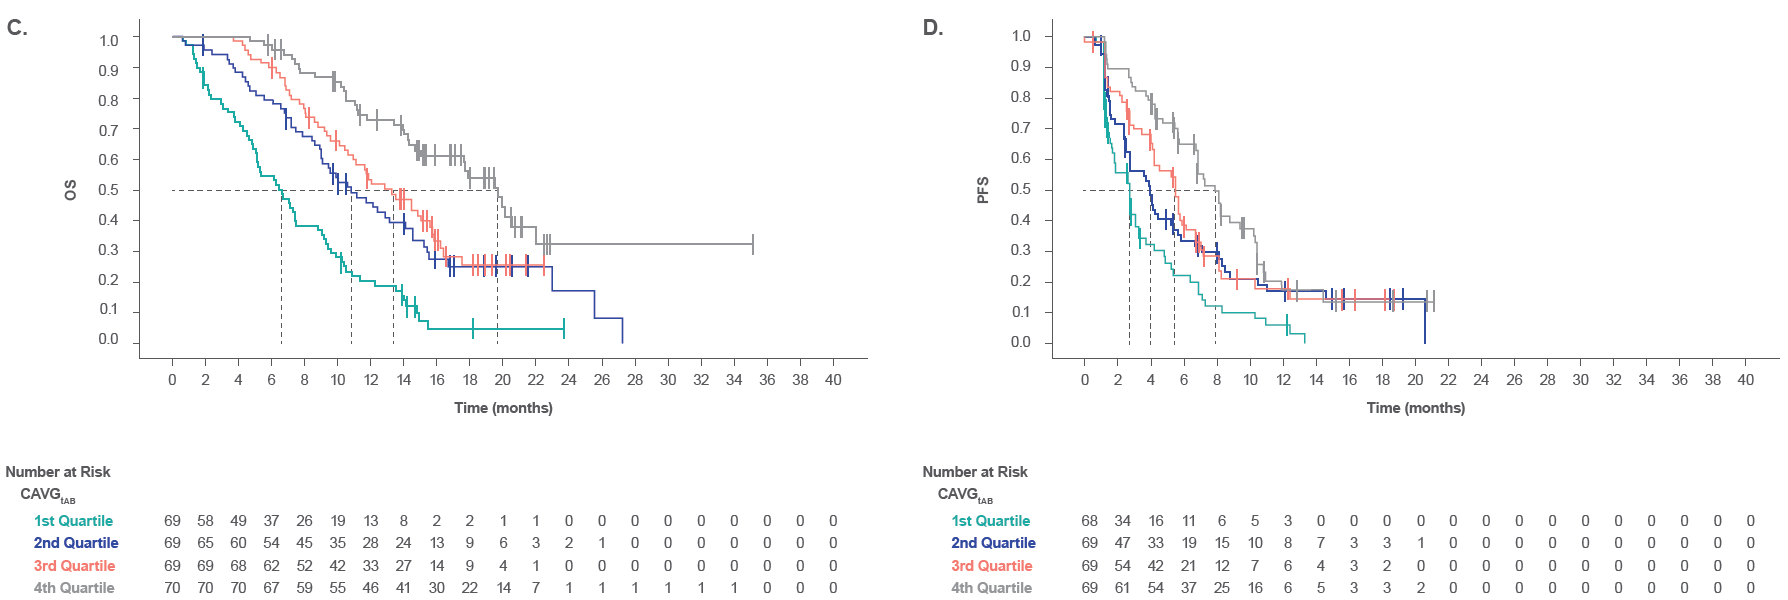 C.
OS
1.0
0.9
0.8
0.7
0.6
0.5
0.4
0.3
0.2
0.1
0.0
0 2 4 6 8 10 12 14 16 18 20 22 24 26 28 30 32 34 36 38 40
Time (months)
Number at Risk
CAVGtAB
1st Quartile 69 58 49 37 26 19 13 8 2 2 1 1 0 0 0 0 0 0 0 0 0
2nd Quartile 69 65 60 54 45 35 28 24 13 9 6 3 2 1 0 0 0 0 0 0 0
3rd Quartile 69 69 68 62 52 42 33 27 14 9 4 1 0 0 0 0 0 0 0 0 0
4th Quartile 70 70 70 67 59 55 46 41 30 22 14 7 1 1 1 1 1 1 0 0 0
D.
PFS
1.0
0.9
0.8
0.7
0.6
0.5
0.4
0.3
0.2
0.1
0.0
0 2 4 6 8 10 12 14 16 18 20 22 24 26 28 30 32 34 36 38 40
Time (months)
Number at Risk
CAVGtAB
1st Quartile 68 34 16 11 6 5 3 0 0 0 0 0 0 0 0 0 0 0 0 0 0
2nd Quartile 69 47 33 19 15 10 8 7 3 3 1 0 0 0 0 0 0 0 0 0 0
3rd Quartile 69 54 42 21 12 7 6 4 3 2 0 0 0 0 0 0 0 0 0 0 0
4th Quartile 69 61 54 37 25 16 6 5 3 3 2 0 0 0 0 0 0 0 0 0 0